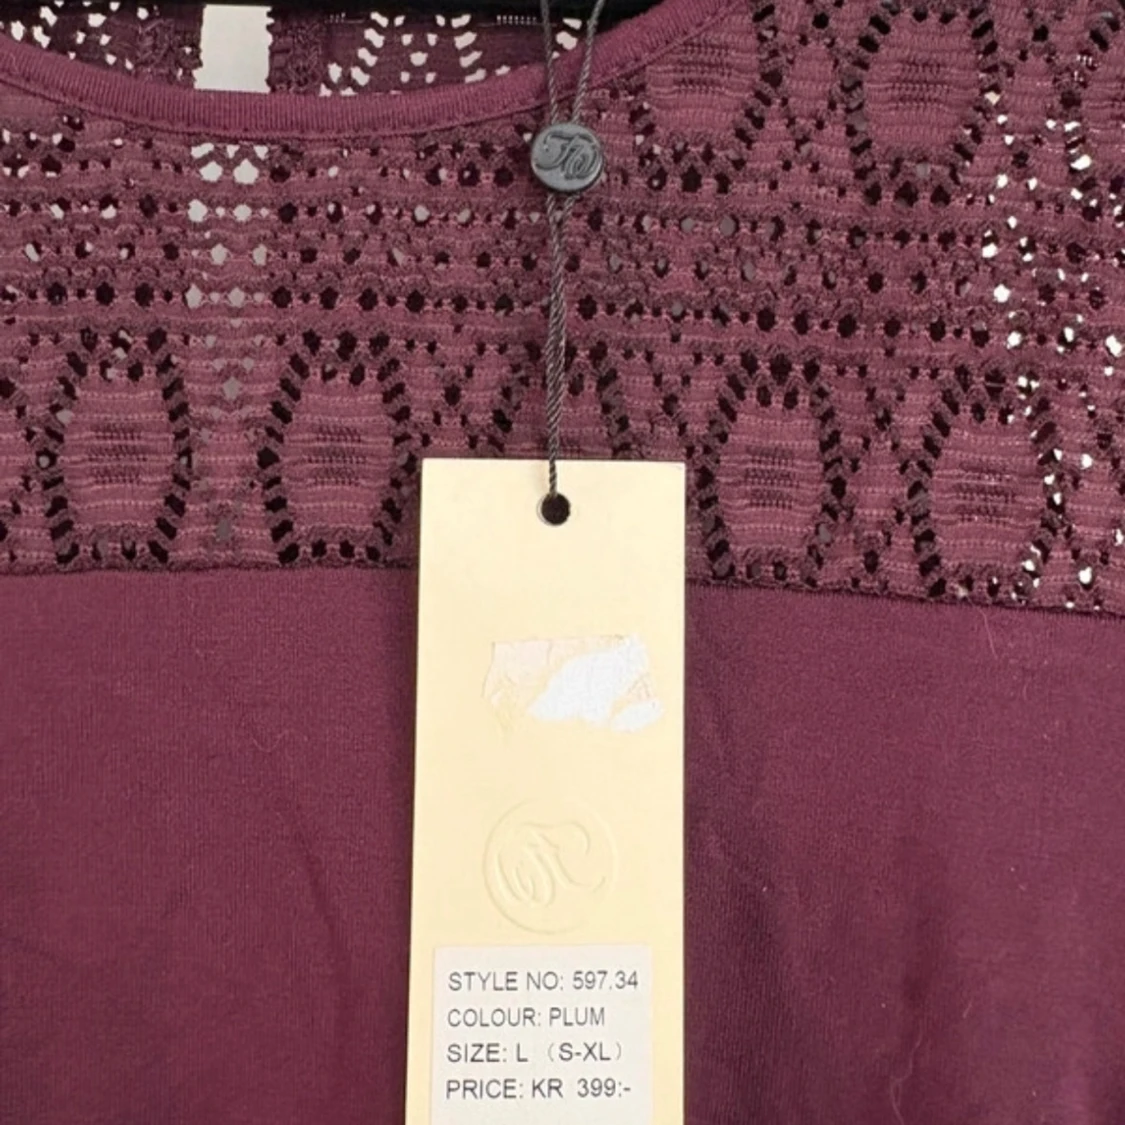 STYLE NO: 597.34
COLOUR: PLUM
SIZE: L (S-XL)
PRICE: KR 399:-